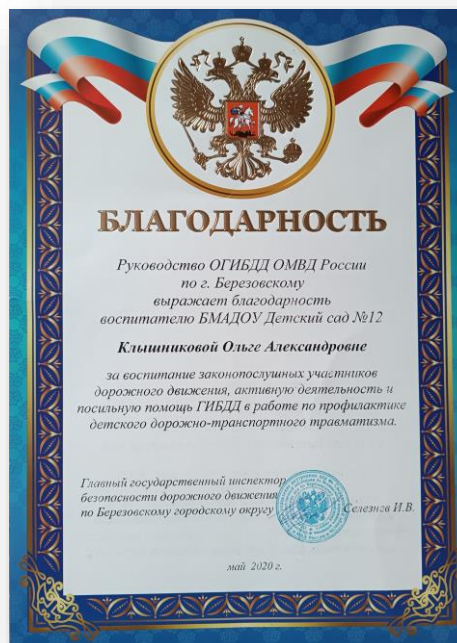 БЛАГОДАРНОСТЬ
Руководство ОГИБДД ОМВД России
по г. Березовскому
выражает благодарность
воспитателю БМАДОУ Детский сад №12
Клышниковой Ольге Александровне
за воспитание законопослушных участников
дорожного движения, активную деятельность и
посильную помощь ГИБДД в работе по профилактике
детского дорожно-транспортного травматизма.
Главный государственный инспектор
безопасности дорожного движения
по Березовскому городскому округу
Селезнев И.В.
май 2020 г.